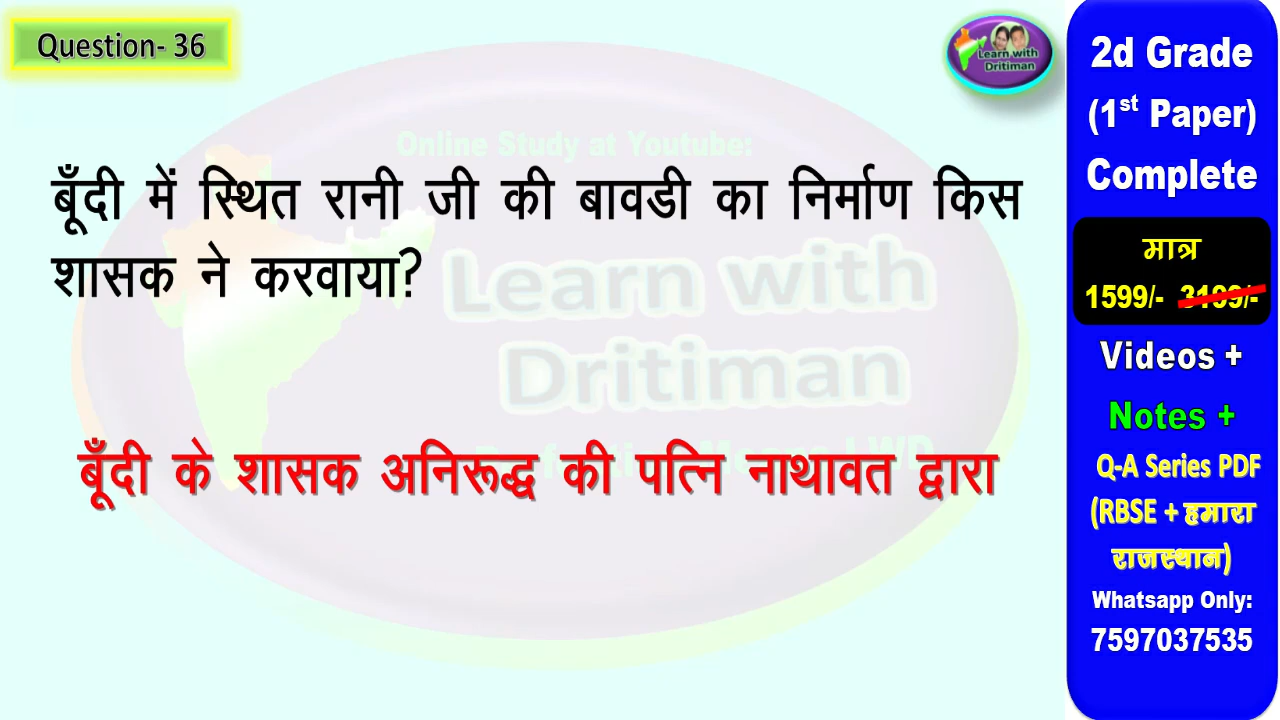 Question- 36
Learn with
Dritiman
Online Study at Youtube:
बूँदी में स्थित रानी जी की बावडी का निर्माण किस
शासक ने करवाया?
Learn with
Dritiman
बूँदी के शासक अनिरूद्ध की पत्नि नाथावत द्वारा
2d Grade
(1st Paper)
Complete
मात्र
1599/- 3199/-
Videos +
Notes +
Q-A Series PDF
(RBSE + हमारा
राजस्थान)
Whatsapp Only:
7597037535